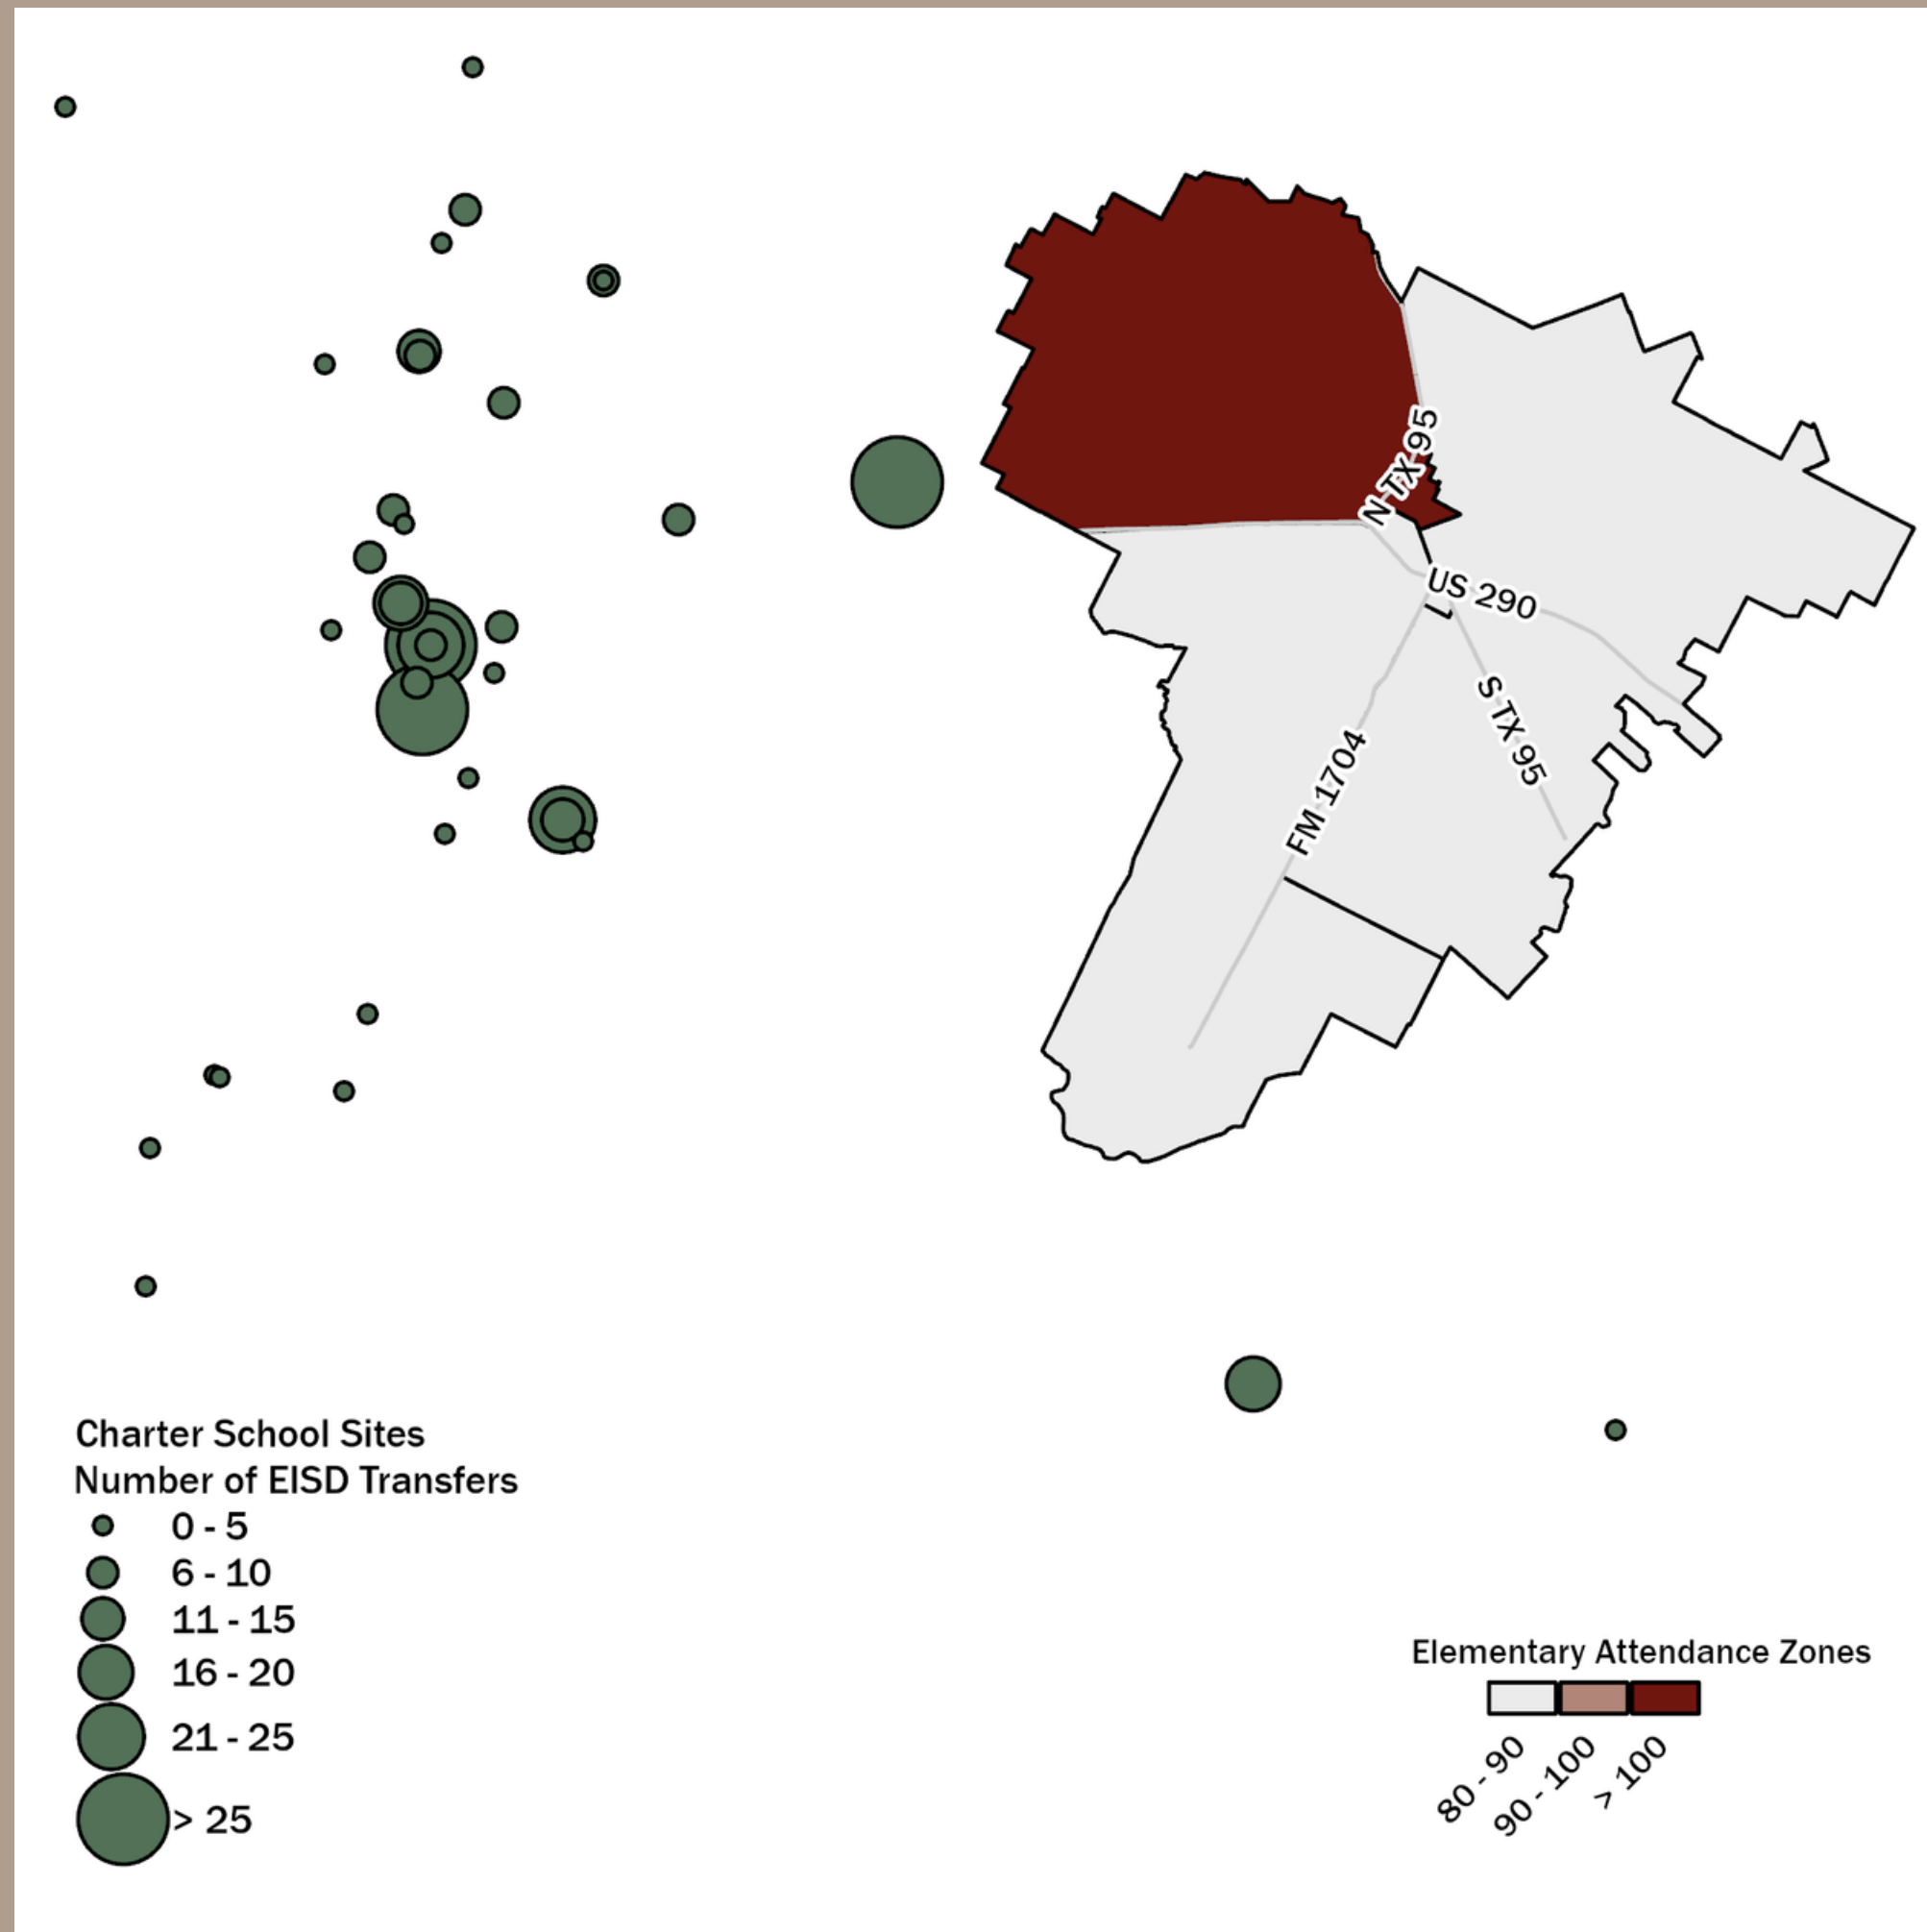 N TX 95
US 290
S TX 95
FM 1704
Charter School Sites
Number of EISD Transfers
0 - 5
6 - 10
11 - 15
16 - 20
21 - 25
> 25
Elementary Attendance Zones
80 - 90
90 - 100
> 100